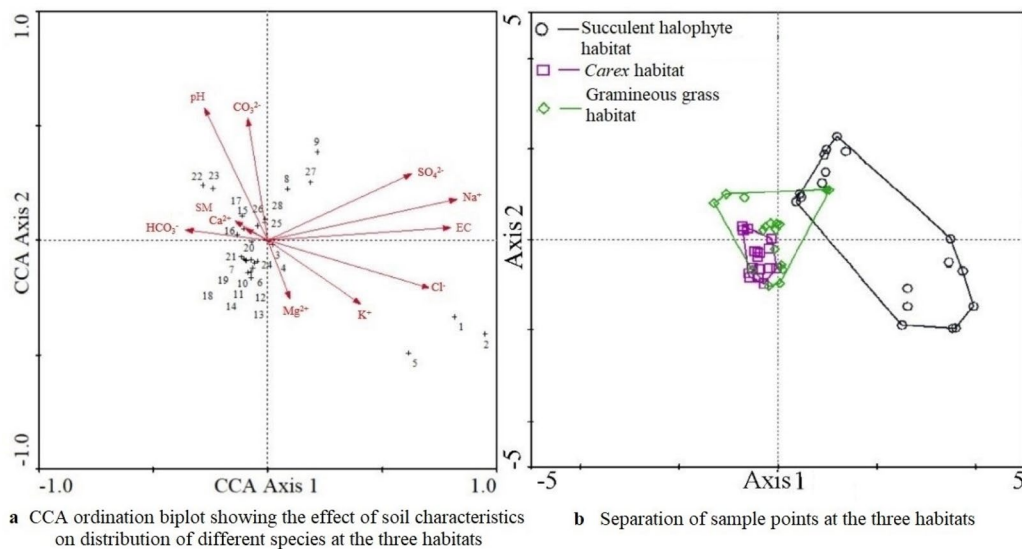 1.0
pH
CO₃²⁻
9
SO₄²⁻
22 23
8
27
Na⁺
SM
17
15
26
28
Ca²⁺
25
HCO₃⁻
16
EC
20
3
21
24
4
7
19
10
6
Cl⁻
18
11
12
14
13
Mg²⁺
K⁺
1
2
5
CCA Axis 2
-1.0
-1.0
CCA Axis 1
1.0
a CCA ordination biplot showing the effect of soil characteristics
on distribution of different species at the three habitats
5
Succulent halophyte
habitat
Carex habitat
Gramineous grass
habitat
Axis 2
-5
-5
Axis 1
5
b Separation of sample points at the three habitats